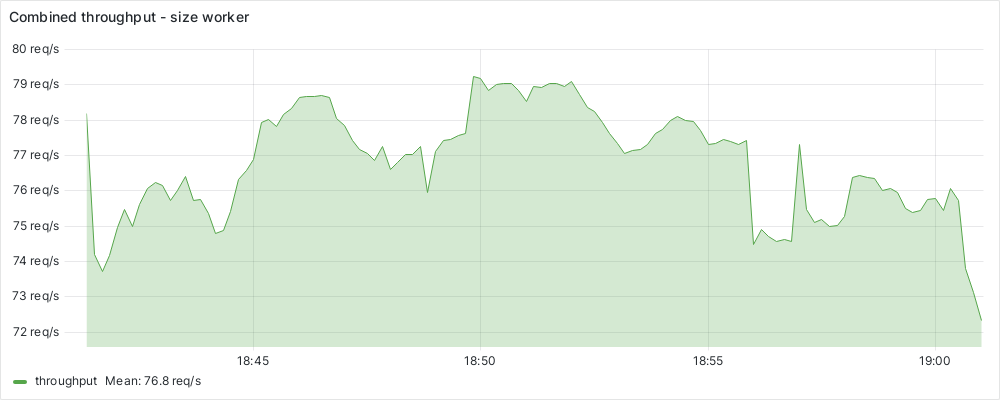 Combined throughput - size worker
80 req/s
79 req/s
78 req/s
77 req/s
76 req/s
75 req/s
74 req/s
73 req/s
72 req/s
18:45 18:50 18:55 19:00
throughput Mean: 76.8 req/s